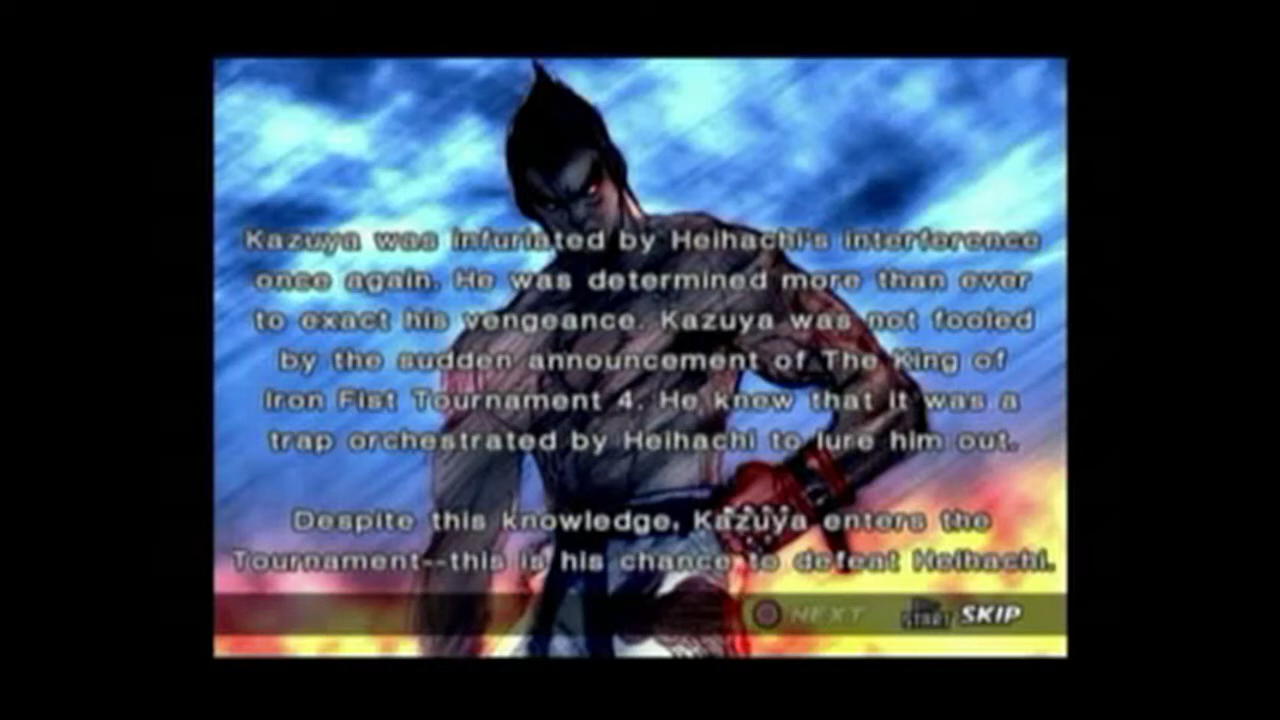 Kazuya was infuriated by Heihachi's interference
once again. He was determined more than ever
to exact his vengeance. Kazuya was not fooled
by the sudden announcement of The King of
Iron Fist Tournament 4. He knew that it was a
trap orchestrated by Heihachi to lure him out.
Despite this knowledge, Kazuya enters the
Tournament--this is his chance to defeat Heihachi.
NEXT START SKIP